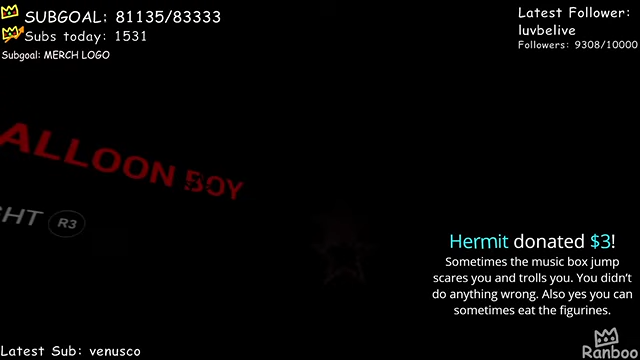 SUBGOAL: 81135/83333
Subs today: 1531
Subgoal: MERCH LOGO
Latest Follower:
luvbelive
Followers: 9308/10000
ALLOON BOY
GHT R3
Hermit donated $3!
Sometimes the music box jump
scares you and trolls you. You didn't
do anything wrong. Also yes you can
sometimes eat the figurines.
Latest Sub: venusco
Ranboo